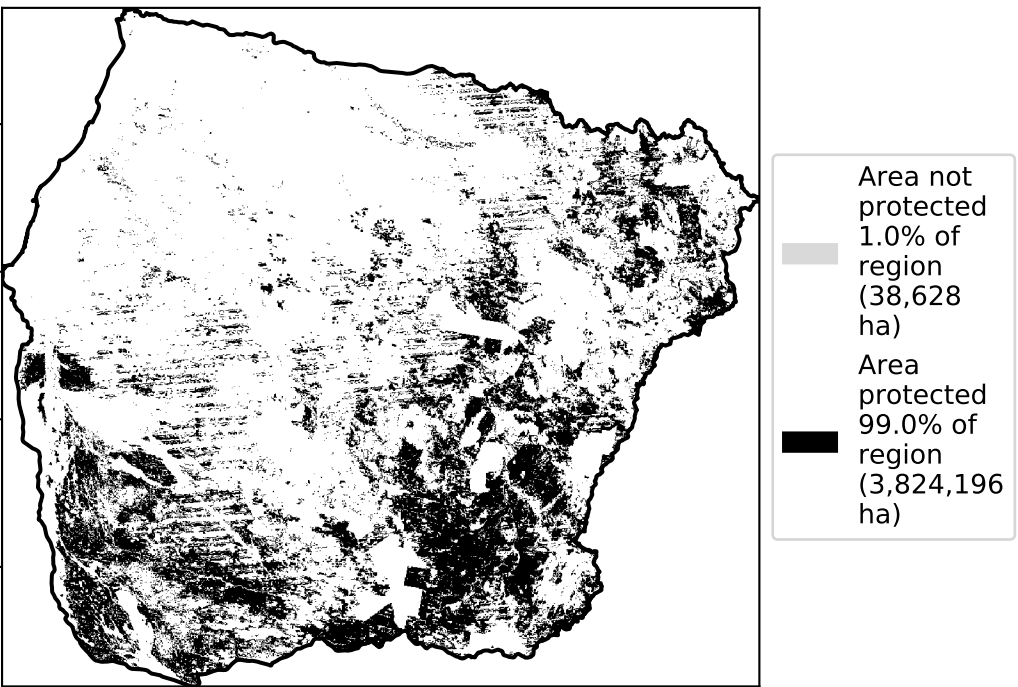 Area not
protected
1.0% of
region
(38,628
ha)
Area
protected
99.0% of
region
(3,824,196
ha)